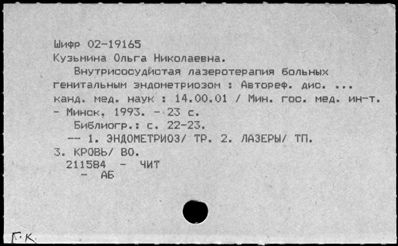 Шифр 02-19165
Кузьмина Ольга Николаевна.
Внутрисосудистая лазеротерапия больных
генитальным эндометриозом : Автореф. дис. ...
канд. мед. наук : 14.00.01 / Мин. гос. мед. ин-т.
- Минск, 1993. - 23 с.
Библиогр.: с. 22-23.
-- 1. ЭНДОМЕТРИОЗ/ ТР. 2. ЛАЗЕРЫ/ ТП.
3. КРОВЬ/ ВО.
211584 - ЧИТ
- АБ
Г.К